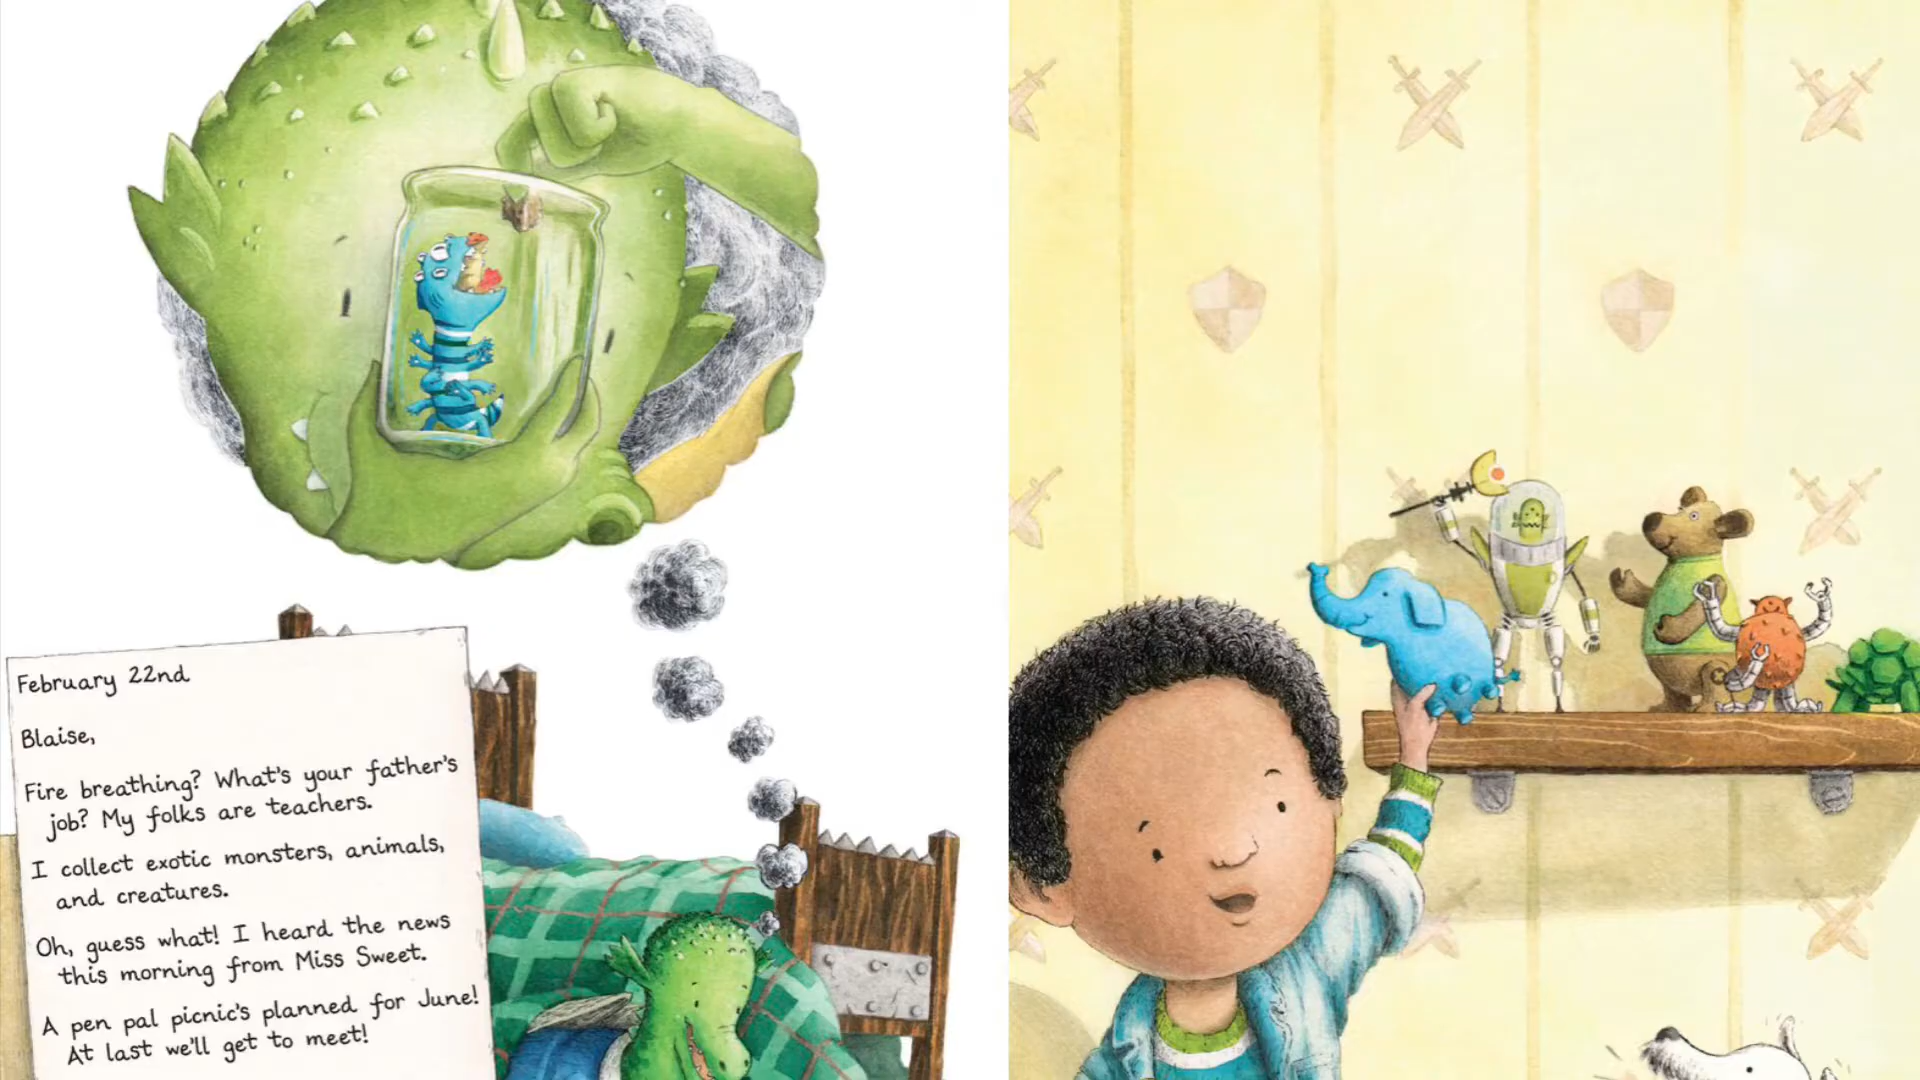 February 22nd
Blaise,
Fire breathing? What's your father's
job? My folks are teachers.
I collect exotic monsters, animals,
and creatures.
Oh, guess what! I heard the news
this morning from Miss Sweet.
A pen pal picnic's planned for June!
At last we'll get to meet!